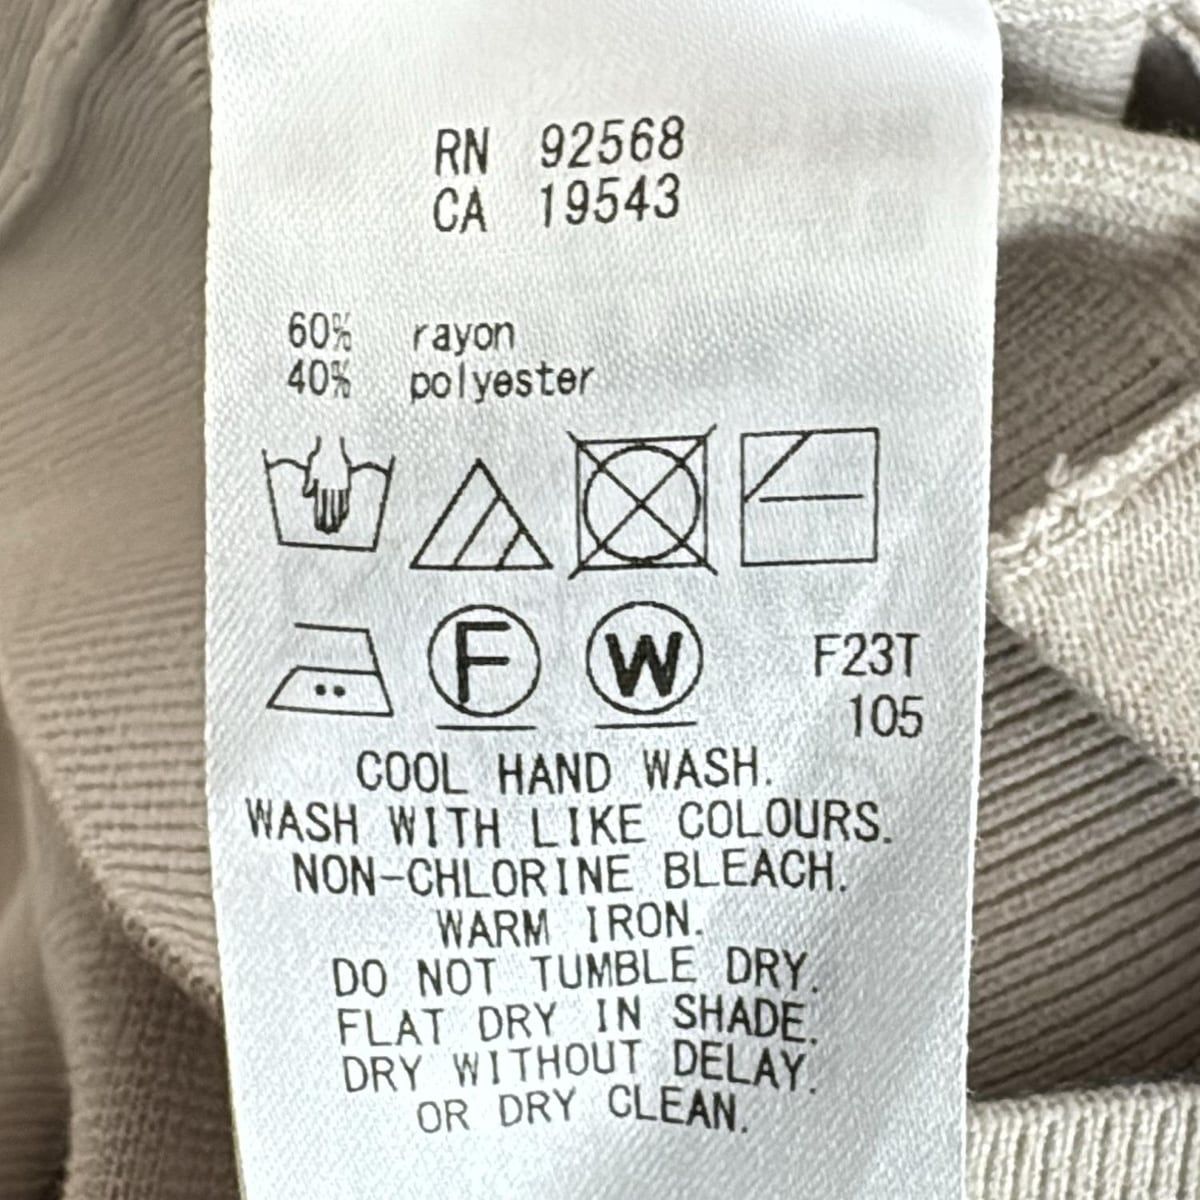 RN 92568
CA 19543
60% rayon
40% polyester
F W F23T
105
COOL HAND WASH.
WASH WITH LIKE COLOURS.
NON-CHLORINE BLEACH.
WARM IRON.
DO NOT TUMBLE DRY.
FLAT DRY IN SHADE.
DRY WITHOUT DELAY.
OR DRY CLEAN.